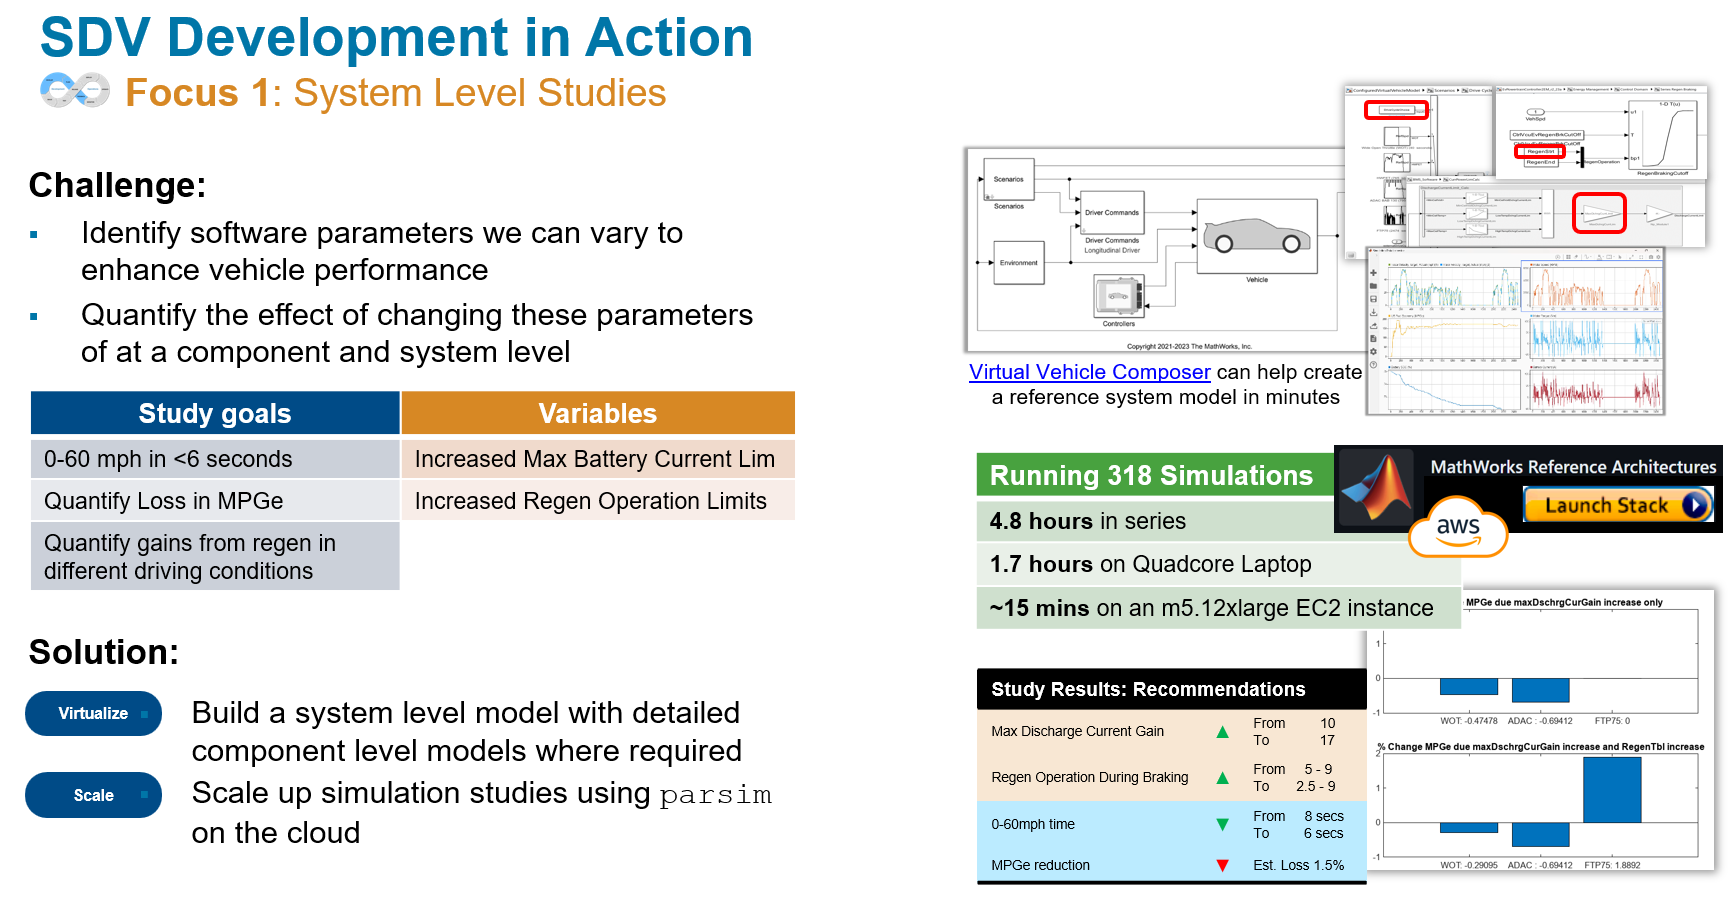 SDV Development in Action
Focus 1: System Level Studies
Challenge:
▪ Identify software parameters we can vary to
enhance vehicle performance
▪ Quantify the effect of changing these parameters
of at a component and system level
Study goals
Variables
0-60 mph in <6 seconds
Increased Max Battery Current Lim
Quantify Loss in MPGe
Increased Regen Operation Limits
Quantify gains from regen in
different driving conditions
Solution:
Virtualize
Build a system level model with detailed
component level models where required
Scale
Scale up simulation studies using parsim
on the cloud
Scenarios
Scenarios
Environment
Driver Commands
Driver Commands
Longitudinal Driver
Controllers
Vehicle
Copyright 2021-2023 The MathWorks, Inc.
1-D T(u)
1
VehSpd
u1
CtrlVcuEvRegenBrkCutOff
T
RegenStrt
RegenEnd
RegenOperation
bp1
RegenBrakingCutoff
Virtual Vehicle Composer can help create
a reference system model in minutes
Running 318 Simulations
4.8 hours in series
1.7 hours on Quadcore Laptop
~15 mins on an m5.12xlarge EC2 instance
MathWorks Reference Architectures
Launch Stack
aws
Study Results: Recommendations
Max Discharge Current Gain ▲ From 10
To 17
Regen Operation During Braking ▲ From 5 - 9
To 2.5 - 9
0-60mph time ▼ From 8 secs
To 6 secs
MPGe reduction ▼ Est. Loss 1.5%
MPGe due maxDschrgCurGain increase only
1
0
-1
WOT: -0.47478 ADAC : -0.69412 FTP75: 0
% Change MPGe due maxDschrgCurGain increase and RegenTbl increase
2
1
0
-1
WOT: -0.29095 ADAC : -0.69412 FTP75: 1.8892